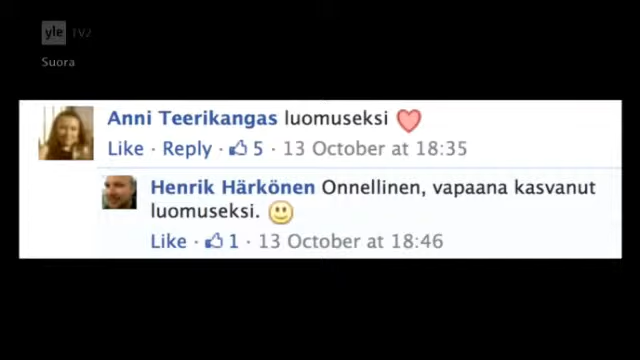 yle TV2
Suora
Anni Teerikangas luomuseksi
Like · Reply · 5 · 13 October at 18:35
Henrik Härkönen Onnellinen, vapaana kasvanut
luomuseksi.
Like · 1 · 13 October at 18:46